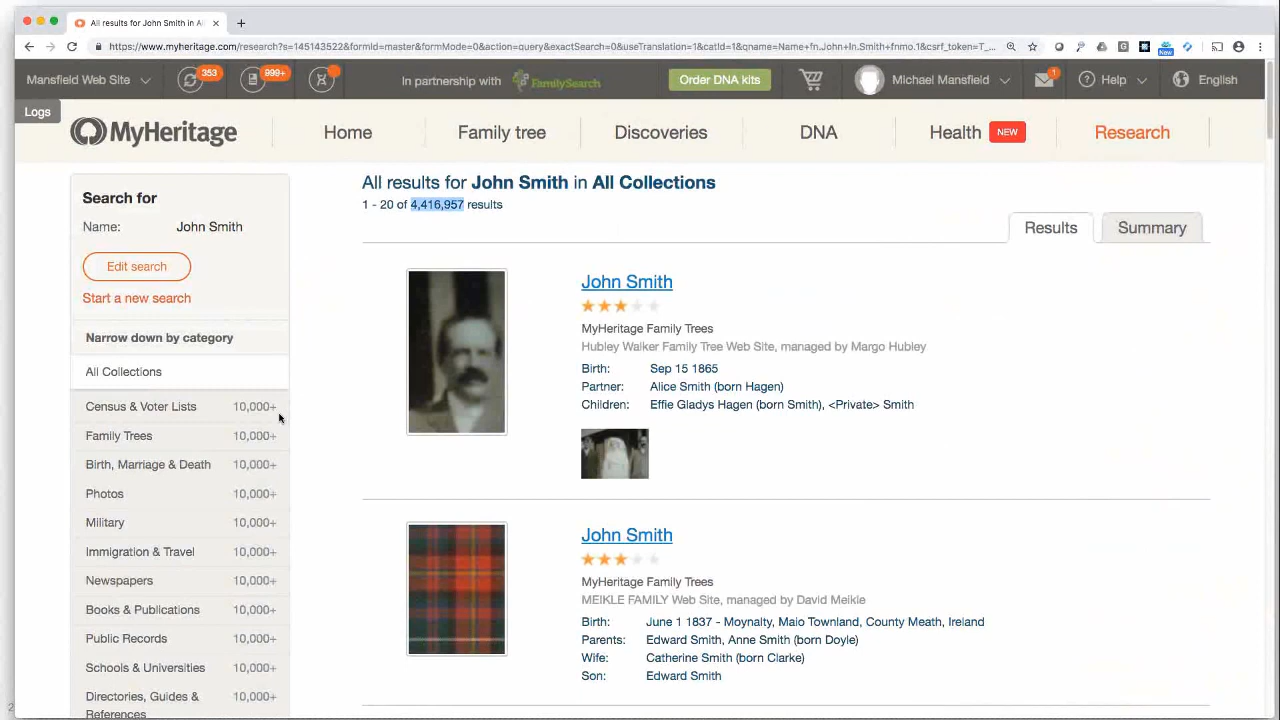 All results for John Smith in Al
https://www.myheritage.com/research?s=145143522&formId=master&formMode=0&action=query&exactSearch=0&useTranslation=1&catId=1&qname=Name+fn.John+ln.Smith+fnmo.1&csrf_token=T_...
New
Mansfield Web Site
353
999+
In partnership with FamilySearch
Order DNA kits
Michael Mansfield
1
Help
English
Logs
MyHeritage
Home
Family tree
Discoveries
DNA
Health NEW
Research
Search for
Name: John Smith
Edit search
Start a new search
Narrow down by category
All Collections
Census & Voter Lists 10,000+
Family Trees 10,000+
Birth, Marriage & Death 10,000+
Photos 10,000+
Military 10,000+
Immigration & Travel 10,000+
Newspapers 10,000+
Books & Publications 10,000+
Public Records 10,000+
Schools & Universities 10,000+
Directories, Guides & 10,000+
References
All results for John Smith in All Collections
1 - 20 of 4,416,957 results
Results
Summary
John Smith
MyHeritage Family Trees
Hubley Walker Family Tree Web Site, managed by Margo Hubley
Birth: Sep 15 1865
Partner: Alice Smith (born Hagen)
Children: Effie Gladys Hagen (born Smith), <Private> Smith
John Smith
MyHeritage Family Trees
MEIKLE FAMILY Web Site, managed by David Meikle
Birth: June 1 1837 - Moynalty, Maio Townland, County Meath, Ireland
Parents: Edward Smith, Anne Smith (born Doyle)
Wife: Catherine Smith (born Clarke)
Son: Edward Smith
2